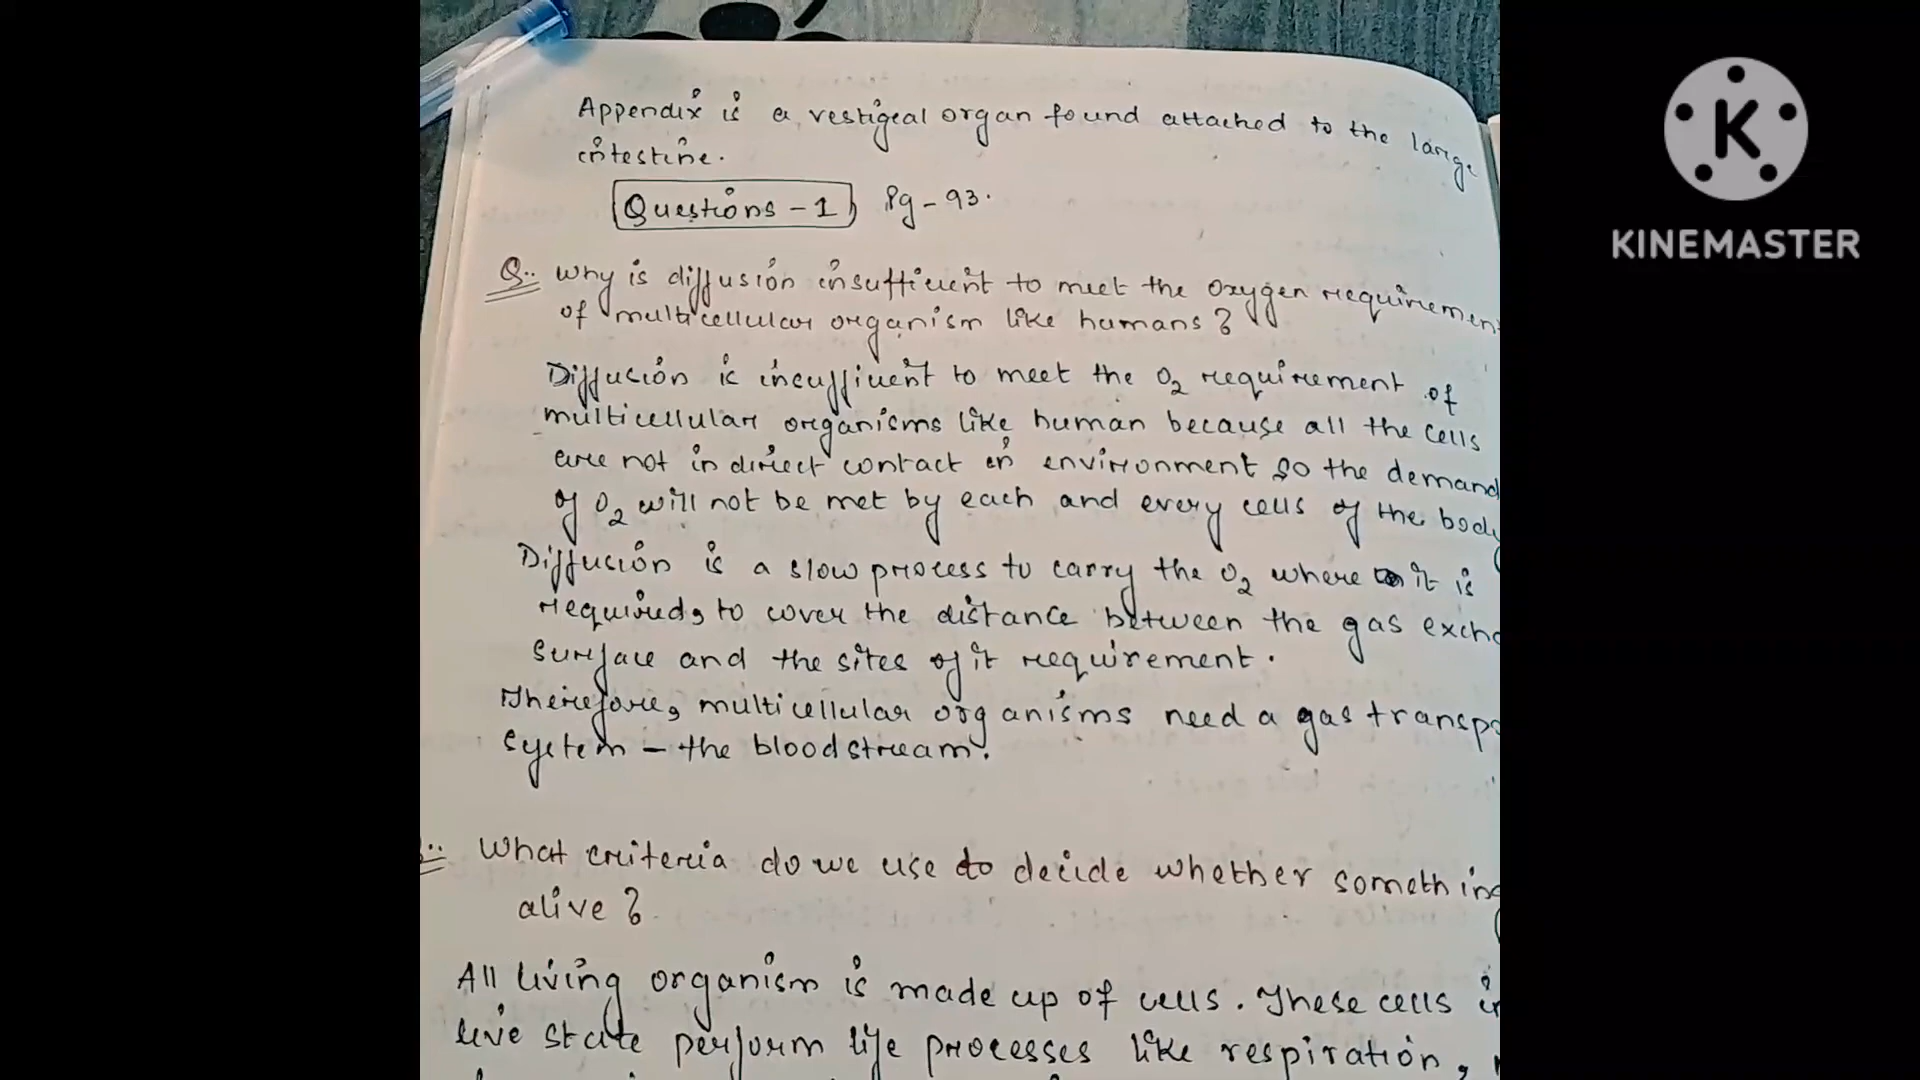 Appendix is a vestigeal organ found attached to the large
intestine.
Questions - 1 Pg - 93.
Q.. Why is diffusion insufficient to meet the oxygen requiremen
of multicellular organism like humans?
Diffusion is insufficient to meet the O2 requirement of
multicellular organisms like human because all the cells
are not in direct contact in environment so the demand
of O2 will not be met by each and every cells of the body
Diffusion is a slow process to carry the O2 where it is
required, to cover the distance between the gas excha
surface and the sites of it requirement.
Therefore, multicellular organisms need a gas transpo
system - the bloodstream.
What criteria do we use to decide whether something
alive?
All living organism is made up of cells. These cells in
live state perform life processes like respiration,
K
KINEMASTER